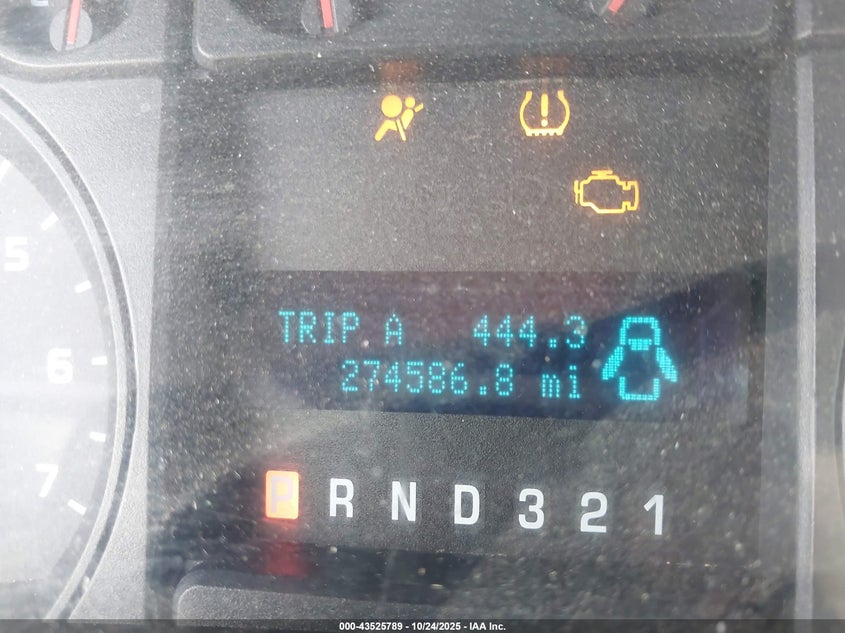 5
6
7
TRIP A 444.3
274586.8 mi
P R N D 3 2 1
000-43525789 - 10/24/2025 - IAA Inc.